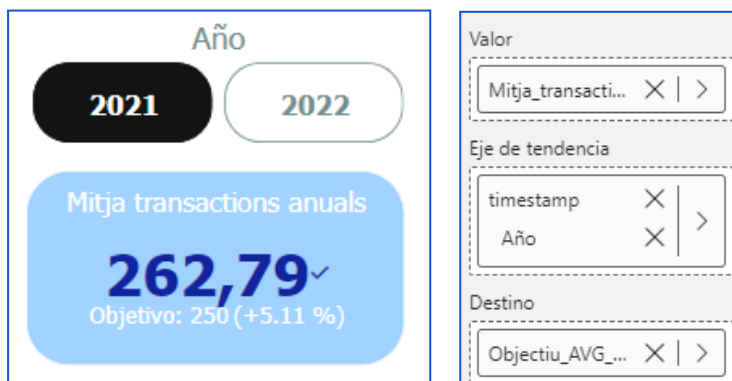 Año
2021 2022
Mitja transactions anuals
262,79
Objetivo: 250 (+5.11 %)
Valor
Mitja_transacti...
Eje de tendencia
timestamp
Año
Destino
Objectiu_AVG_...